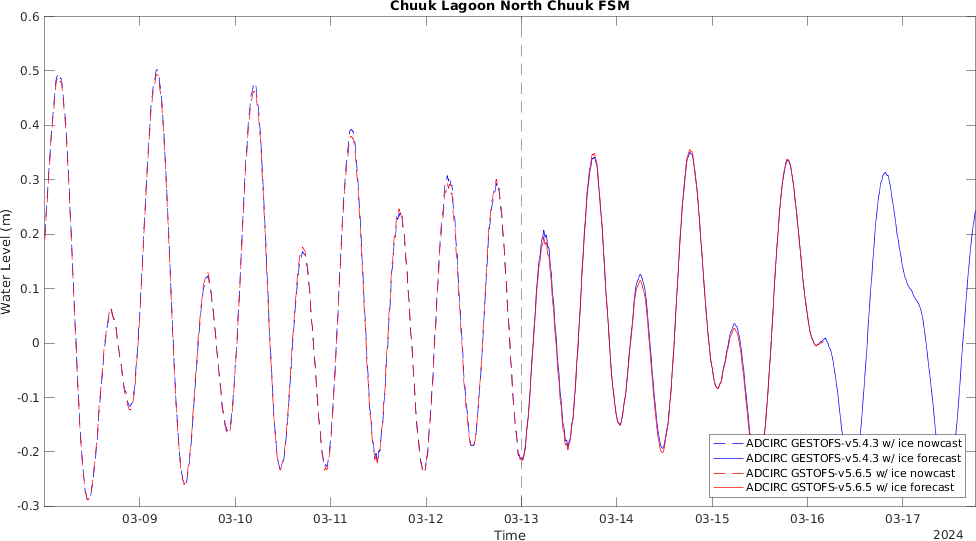 Chuuk Lagoon North Chuuk FSM
0.6
0.5
0.4
0.3
0.2
0.1
0
-0.1
-0.2
-0.3
Water Level (m)
03-09 03-10 03-11 03-12 03-13 03-14 03-15 03-16 03-17
Time
2024
ADCIRC GESTOFS-v5.4.3 w/ ice nowcast
ADCIRC GESTOFS-v5.4.3 w/ ice forecast
ADCIRC GSTOFS-v5.6.5 w/ ice nowcast
ADCIRC GSTOFS-v5.6.5 w/ ice forecast